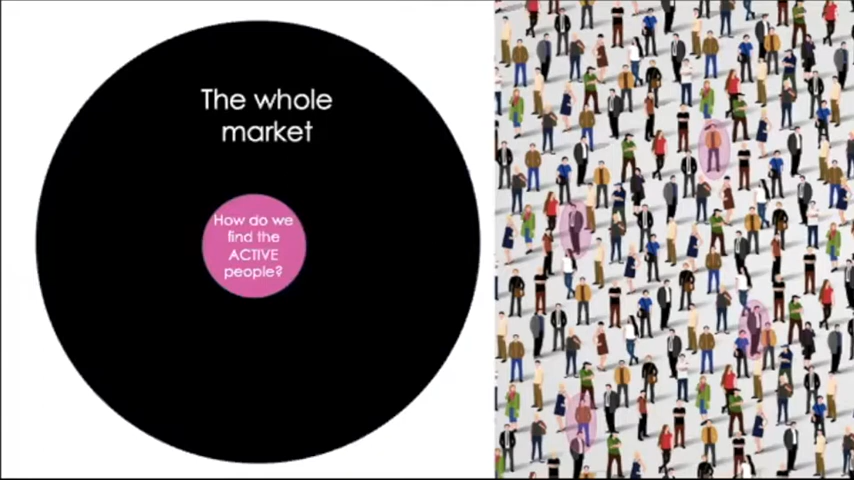 The whole
market
How do we
find the
ACTIVE
people?